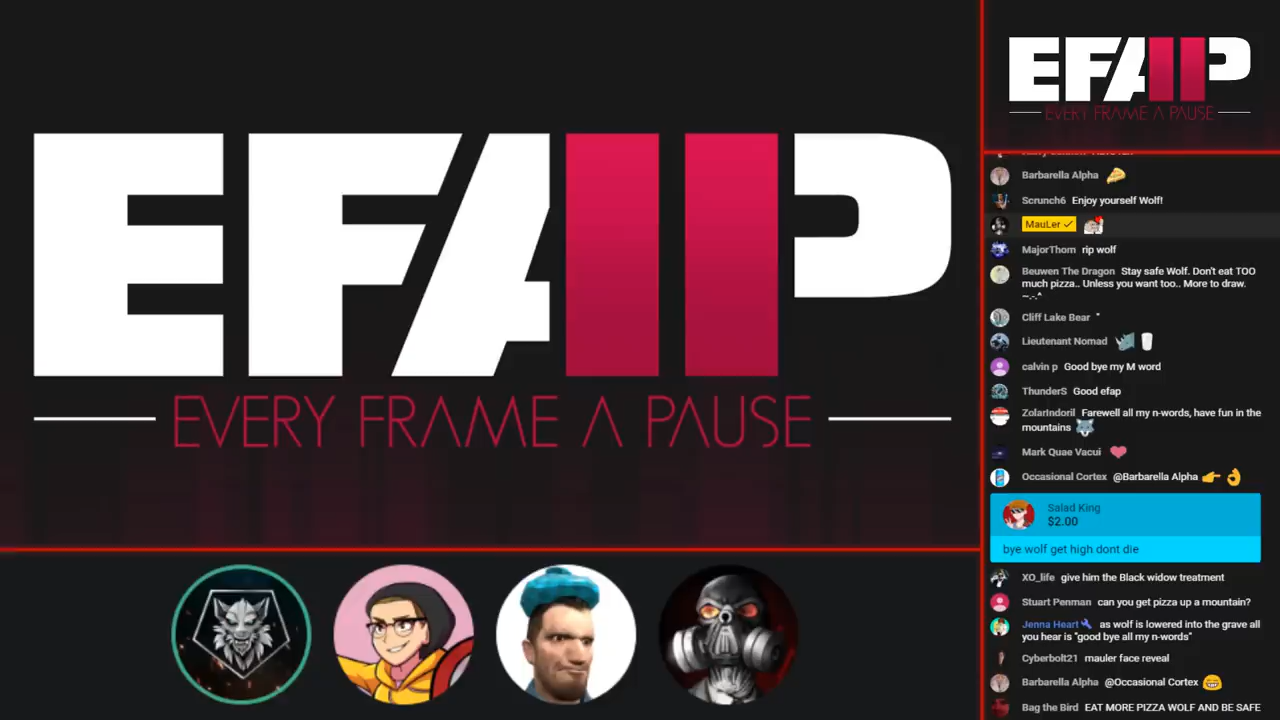 EFAP
EVERY FRAME A PAUSE
EFAP
EVERY FRAME A PAUSE
Barbarella Alpha
Scrunch6 Enjoy yourself Wolf!
MauLer
MajorThom rip wolf
Beuwen The Dragon Stay safe Wolf. Don't eat TOO
much pizza.. Unless you want too.. More to draw.
~.-.^
Cliff Lake Bear "
Lieutenant Nomad
calvin p Good bye my M word
ThunderS Good efap
ZolarIndoril Farewell all my n-words, have fun in the
mountains
Mark Quae Vacui
Occasional Cortex @Barbarella Alpha
Salad King
$2.00
bye wolf get high dont die
XO_life give him the Black widow treatment
Stuart Penman can you get pizza up a mountain?
Jenna Heart as wolf is lowered into the grave all
you hear is "good bye all my n-words"
Cyberbolt21 mauler face reveal
Barbarella Alpha @Occasional Cortex
Bag the Bird EAT MORE PIZZA WOLF AND BE SAFE